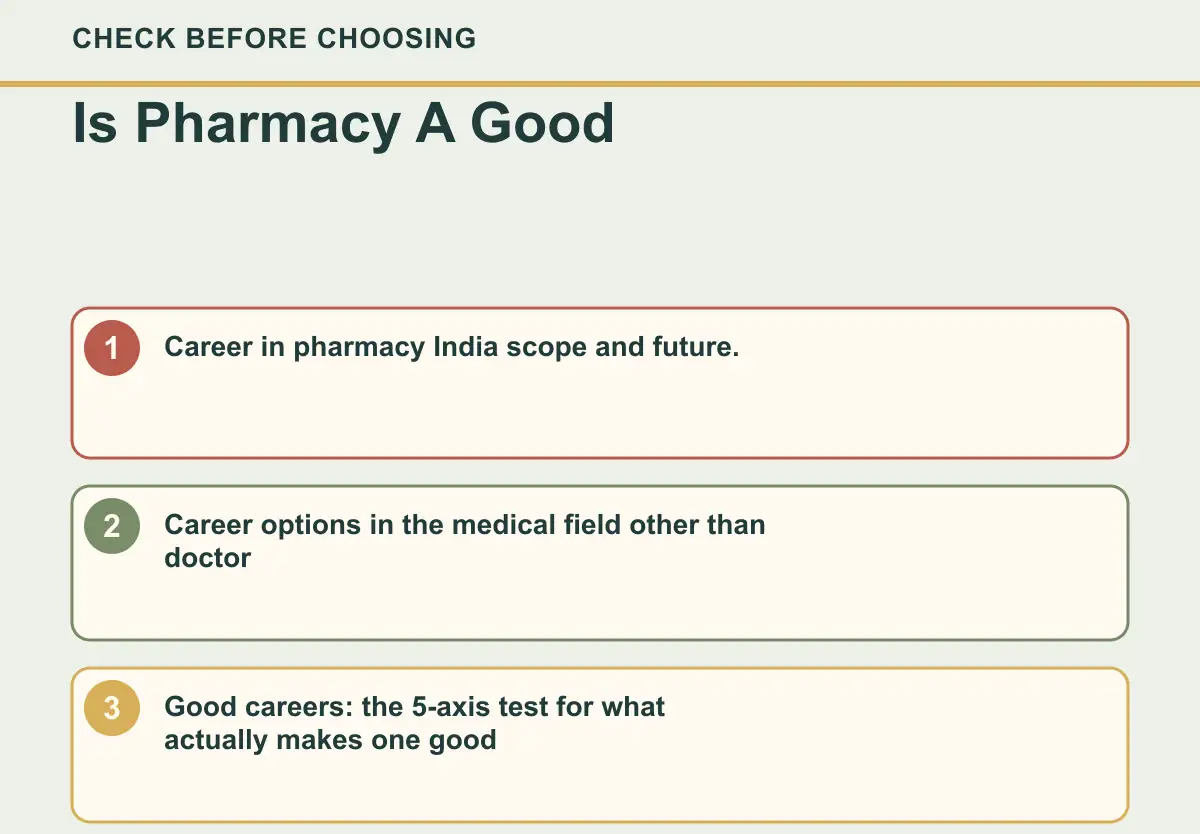 CHECK BEFORE CHOOSING
Is Pharmacy A Good
1
Career in pharmacy India scope and future.
2
Career options in the medical field other than
doctor
3
Good careers: the 5-axis test for what
actually makes one good